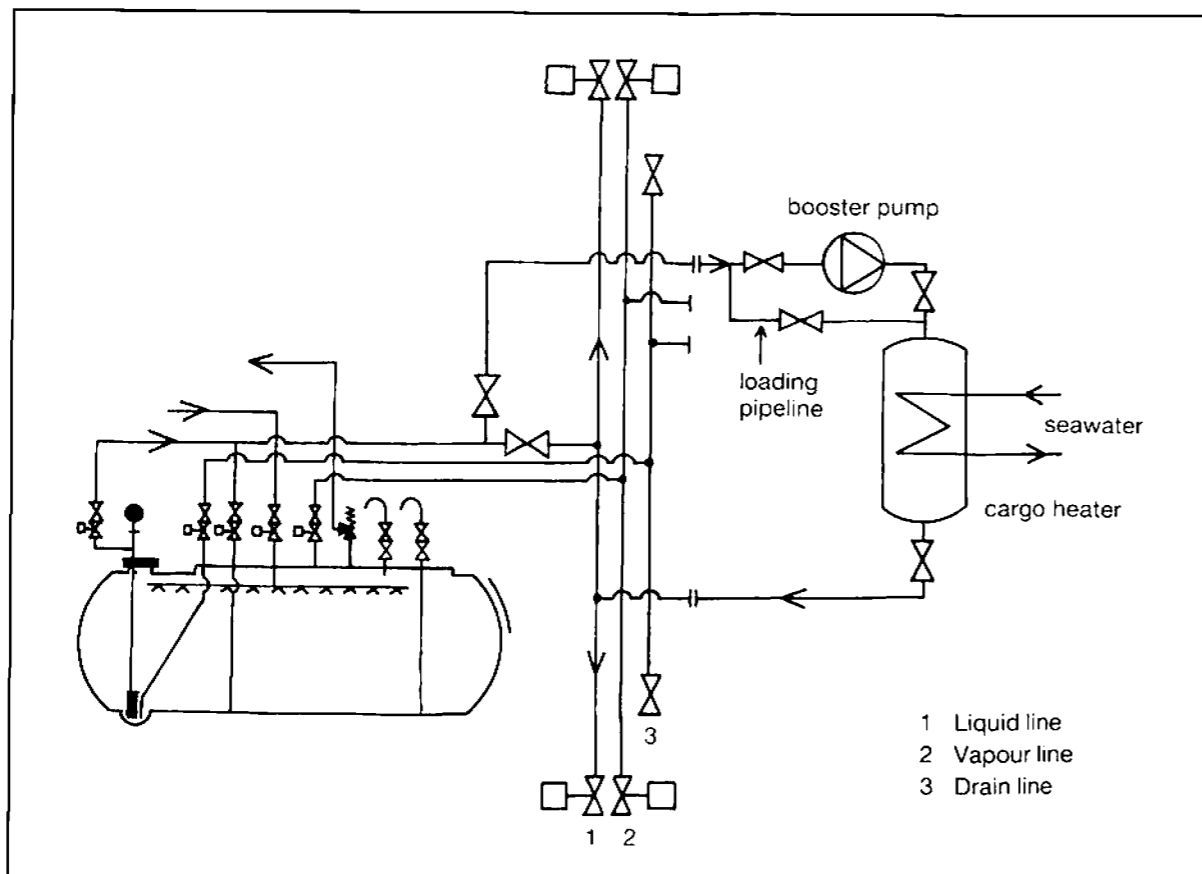 booster pump
loading
pipeline
seawater
cargo heater
3
1 Liquid line
2 Vapour line
3 Drain line
1 2